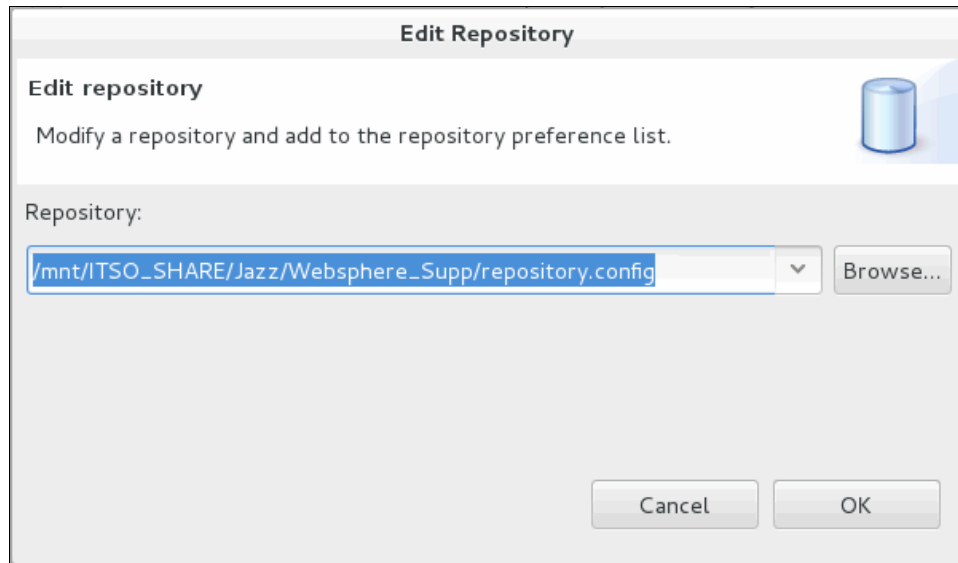 Edit Repository
Edit repository
Modify a repository and add to the repository preference list.
Repository:
/mnt/ITSO_SHARE/Jazz/Websphere_Supp/repository.config
Browse...
Cancel
OK